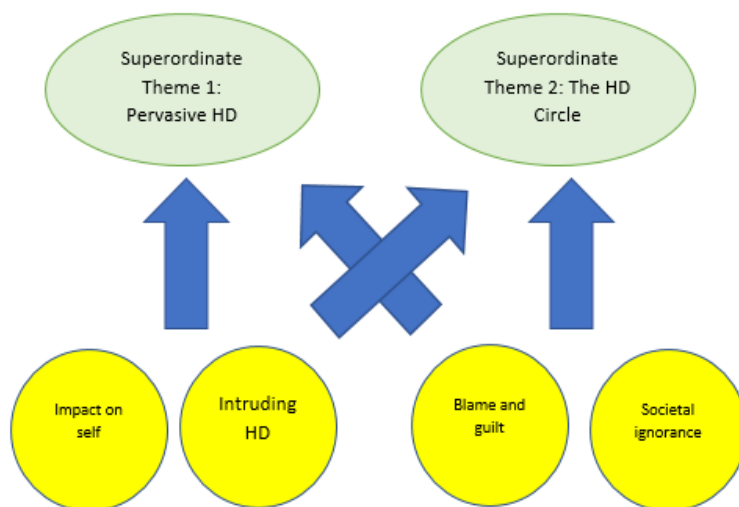 Superordinate
Theme 1:
Pervasive HD
Superordinate
Theme 2: The HD
Circle
Impact on
self
Intruding
HD
Blame and
guilt
Societal
ignorance